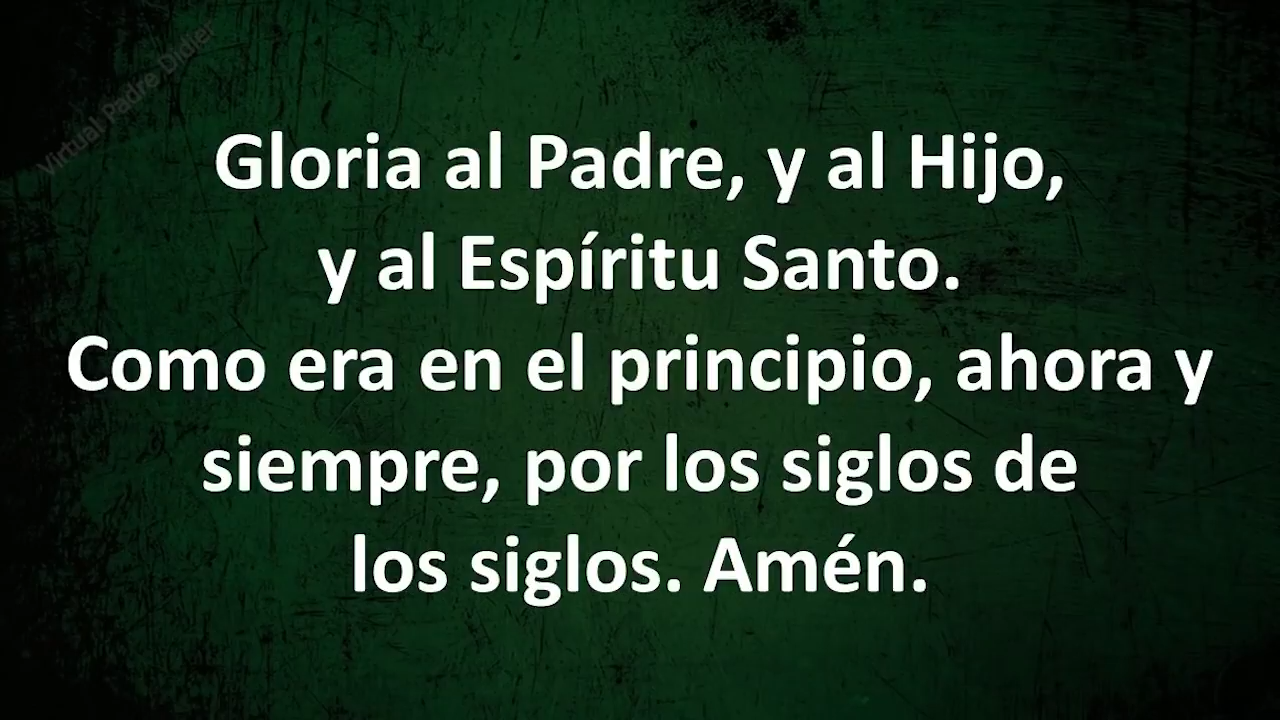 Virtual Padre Didier
Gloria al Padre, y al Hijo,
y al Espíritu Santo.
Como era en el principio, ahora y
siempre, por los siglos de
los siglos. Amén.